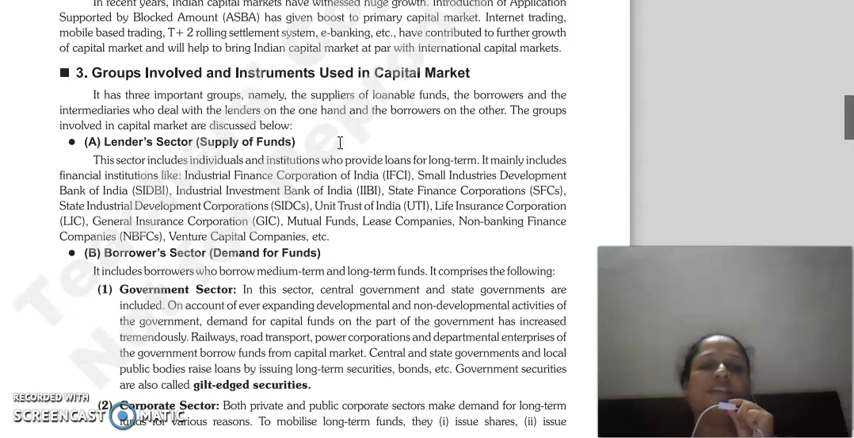 In recent years, Indian capital markets have witnessed huge growth. Introduction of Application
Supported by Blocked Amount (ASBA) has given boost to primary capital market. Internet trading,
mobile based trading, T+ 2 rolling settlement system, e-banking, etc., have contributed to further growth
of capital market and will help to bring Indian capital market at par with international capital markets.
■ 3. Groups Involved and Instruments Used in Capital Market
It has three important groups, namely, the suppliers of loanable funds, the borrowers and the
intermediaries who deal with the lenders on the one hand and the borrowers on the other. The groups
involved in capital market are discussed below:
● (A) Lender's Sector (Supply of Funds)
This sector includes individuals and institutions who provide loans for long-term. It mainly includes
financial institutions like: Industrial Finance Corporation of India (IFCI), Small Industries Development
Bank of India (SIDBI), Industrial Investment Bank of India (IIBI), State Finance Corporations (SFCs),
State Industrial Development Corporations (SIDCs), Unit Trust of India (UTI), Life Insurance Corporation
(LIC), General Insurance Corporation (GIC), Mutual Funds, Lease Companies, Non-banking Finance
Companies (NBFCs), Venture Capital Companies, etc.
● (B) Borrower's Sector (Demand for Funds)
It includes borrowers who borrow medium-term and long-term funds. It comprises the following:
(1) Government Sector: In this sector, central government and state governments are
included. On account of ever expanding developmental and non-developmental activities of
the government, demand for capital funds on the part of the government has increased
tremendously. Railways, road transport, power corporations and departmental enterprises of
the government borrow funds from capital market. Central and state governments and local
public bodies raise loans by issuing long-term securities, bonds, etc. Government securities
are also called gilt-edged securities.
(2) Corporate Sector: Both private and public corporate sectors make demand for long-term
funds for various reasons. To mobilise long-term funds, they (i) issue shares, (ii) issue
RECORDED WITH
SCREENCAST MATIC